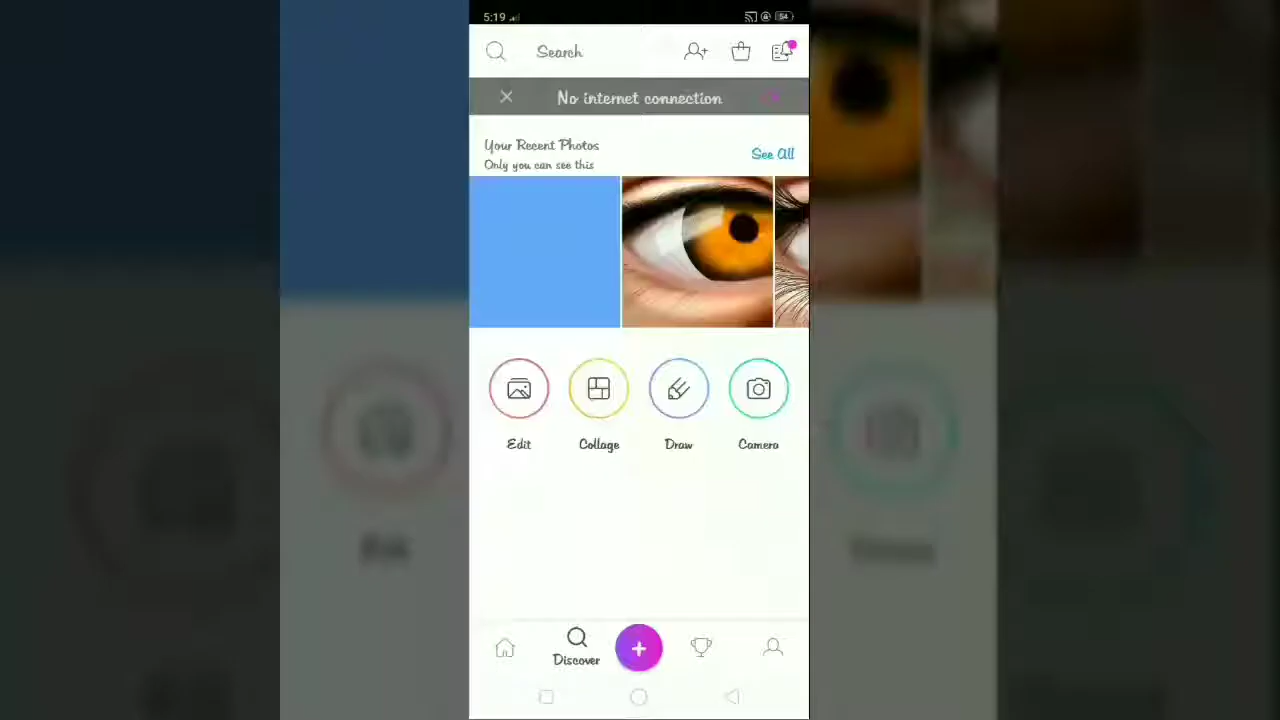 5:19
54
Search
No internet connection
Your Recent Photos
Only you can see this
See All
Edit
Collage
Draw
Camera
Discover